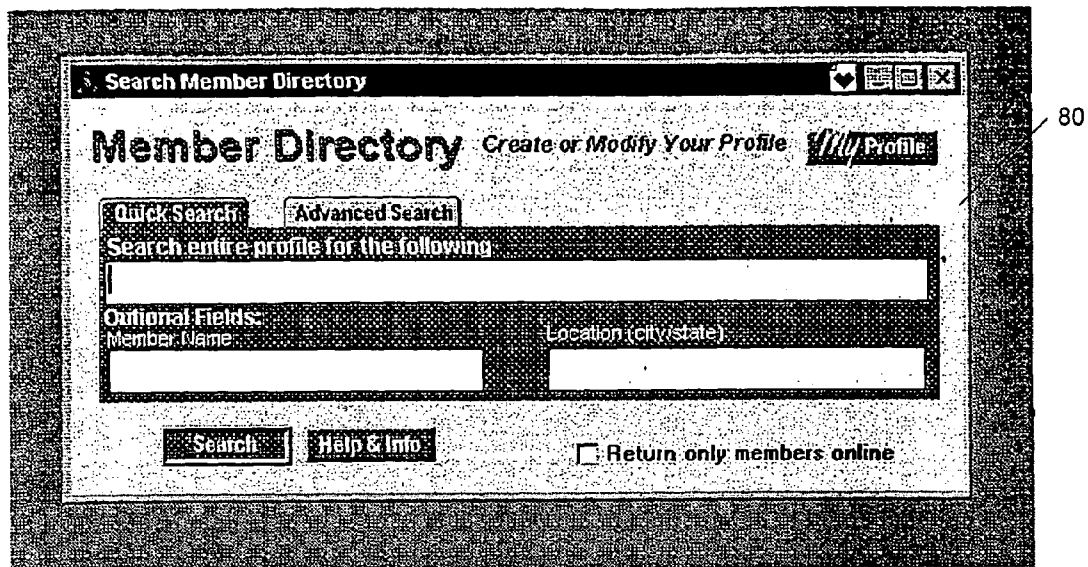 Search Member Directory
80
Member Directory Create or Modify Your Profile My Profile
Quick Search Advanced Search
Search entire profile for the following
Optional Fields:
Member Name Location (city/state)
Search Help & Info Return only members online